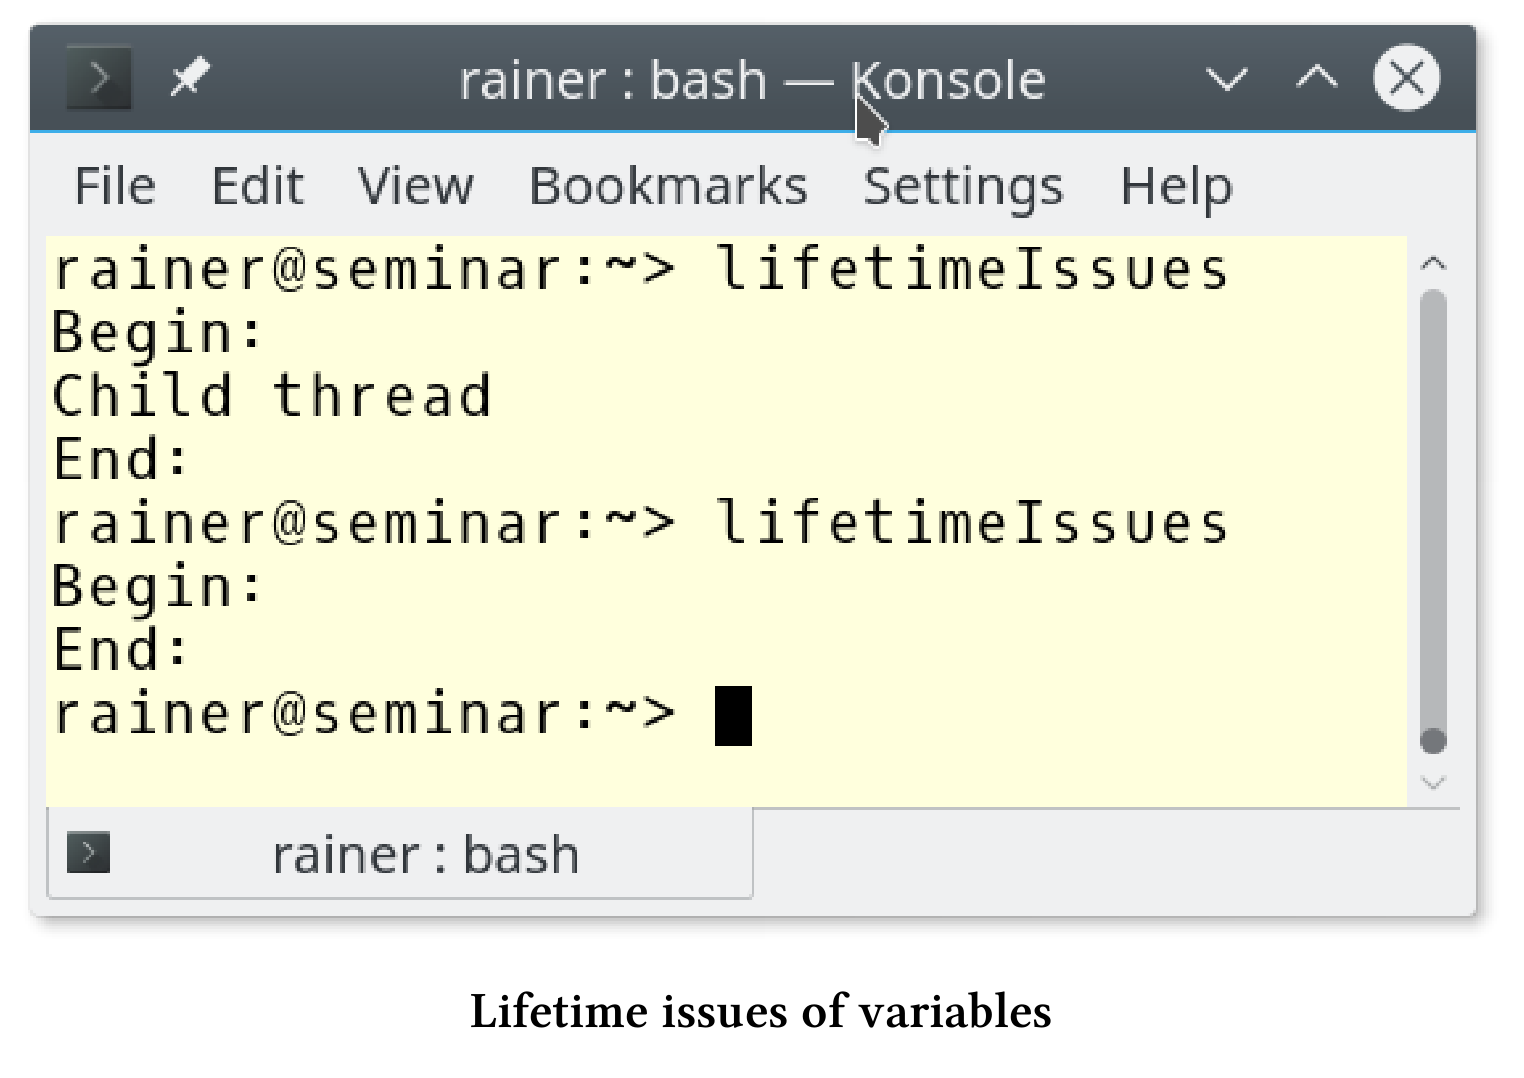 rainer : bash — Konsole
File Edit View Bookmarks Settings Help
rainer@seminar:~> lifetimeIssues
Begin:
Child thread
End:
rainer@seminar:~> lifetimeIssues
Begin:
End:
rainer@seminar:~>
rainer : bash
Lifetime issues of variables